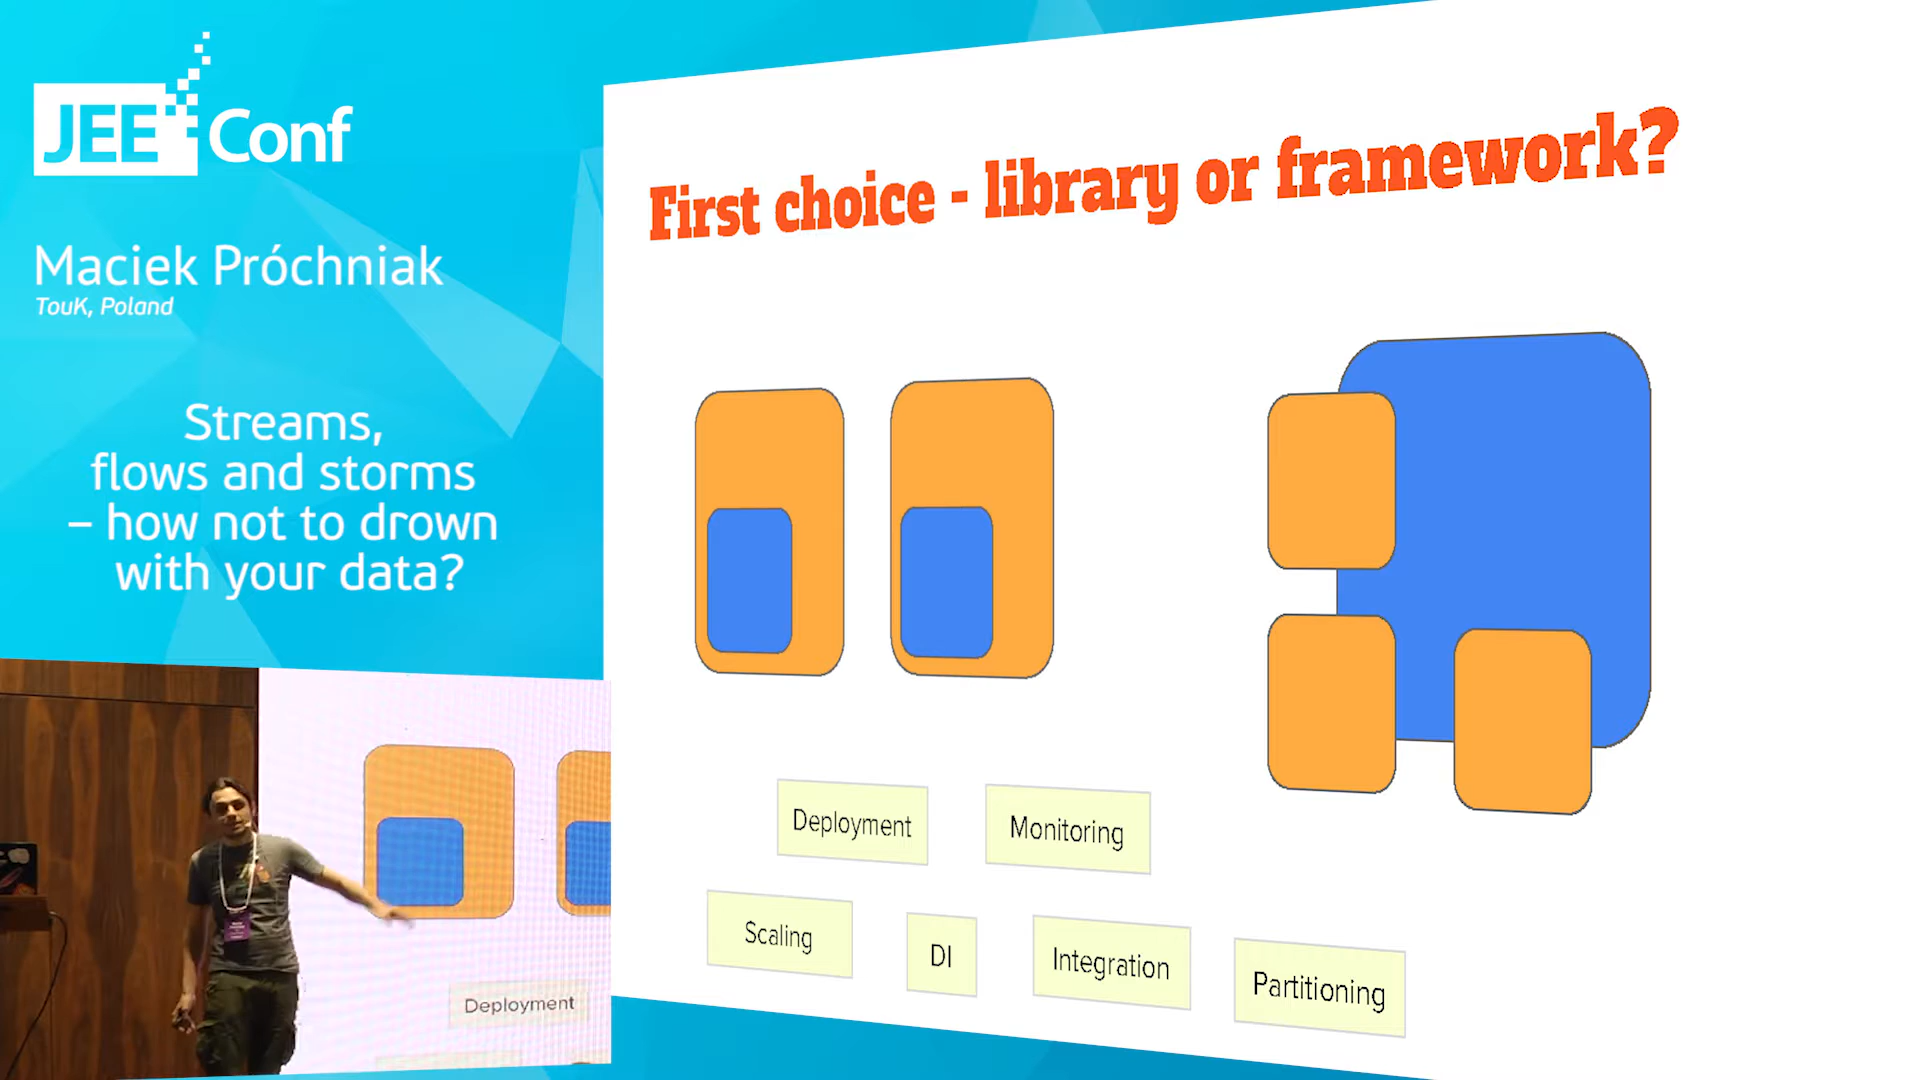 JEE Conf
Maciek Próchniak
TouK, Poland
Streams,
flows and storms
– how not to drown
with your data?
First choice - library or framework?
Deployment
Monitoring
Scaling
DI
Integration
Partitioning
Deployment